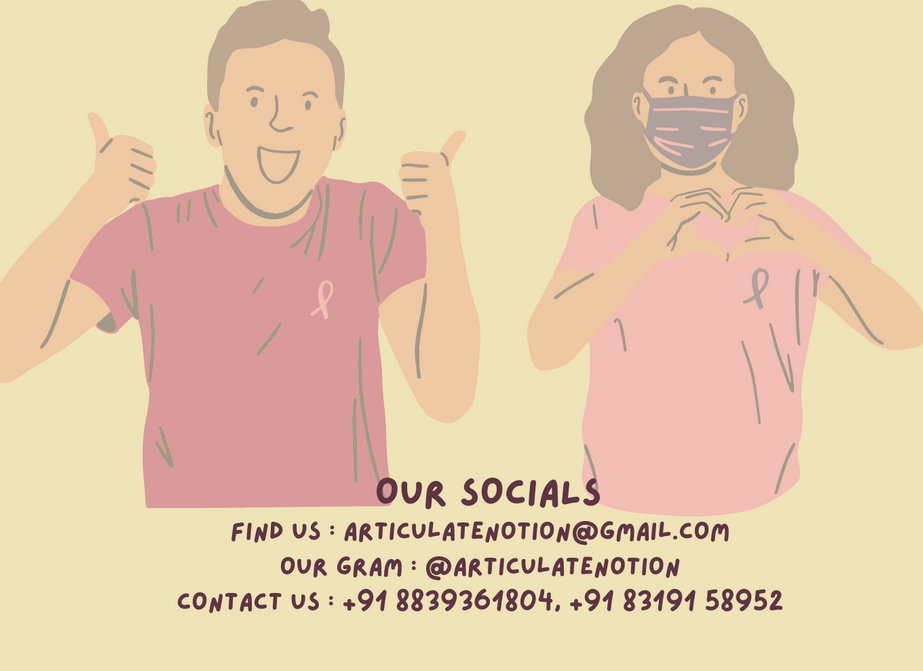 OUR SOCIALS
FIND US : ARTICULATENOTION@GMAIL.COM
OUR GRAM : @ARTICULATENOTION
CONTACT US : +91 8839361804, +91 83191 58952